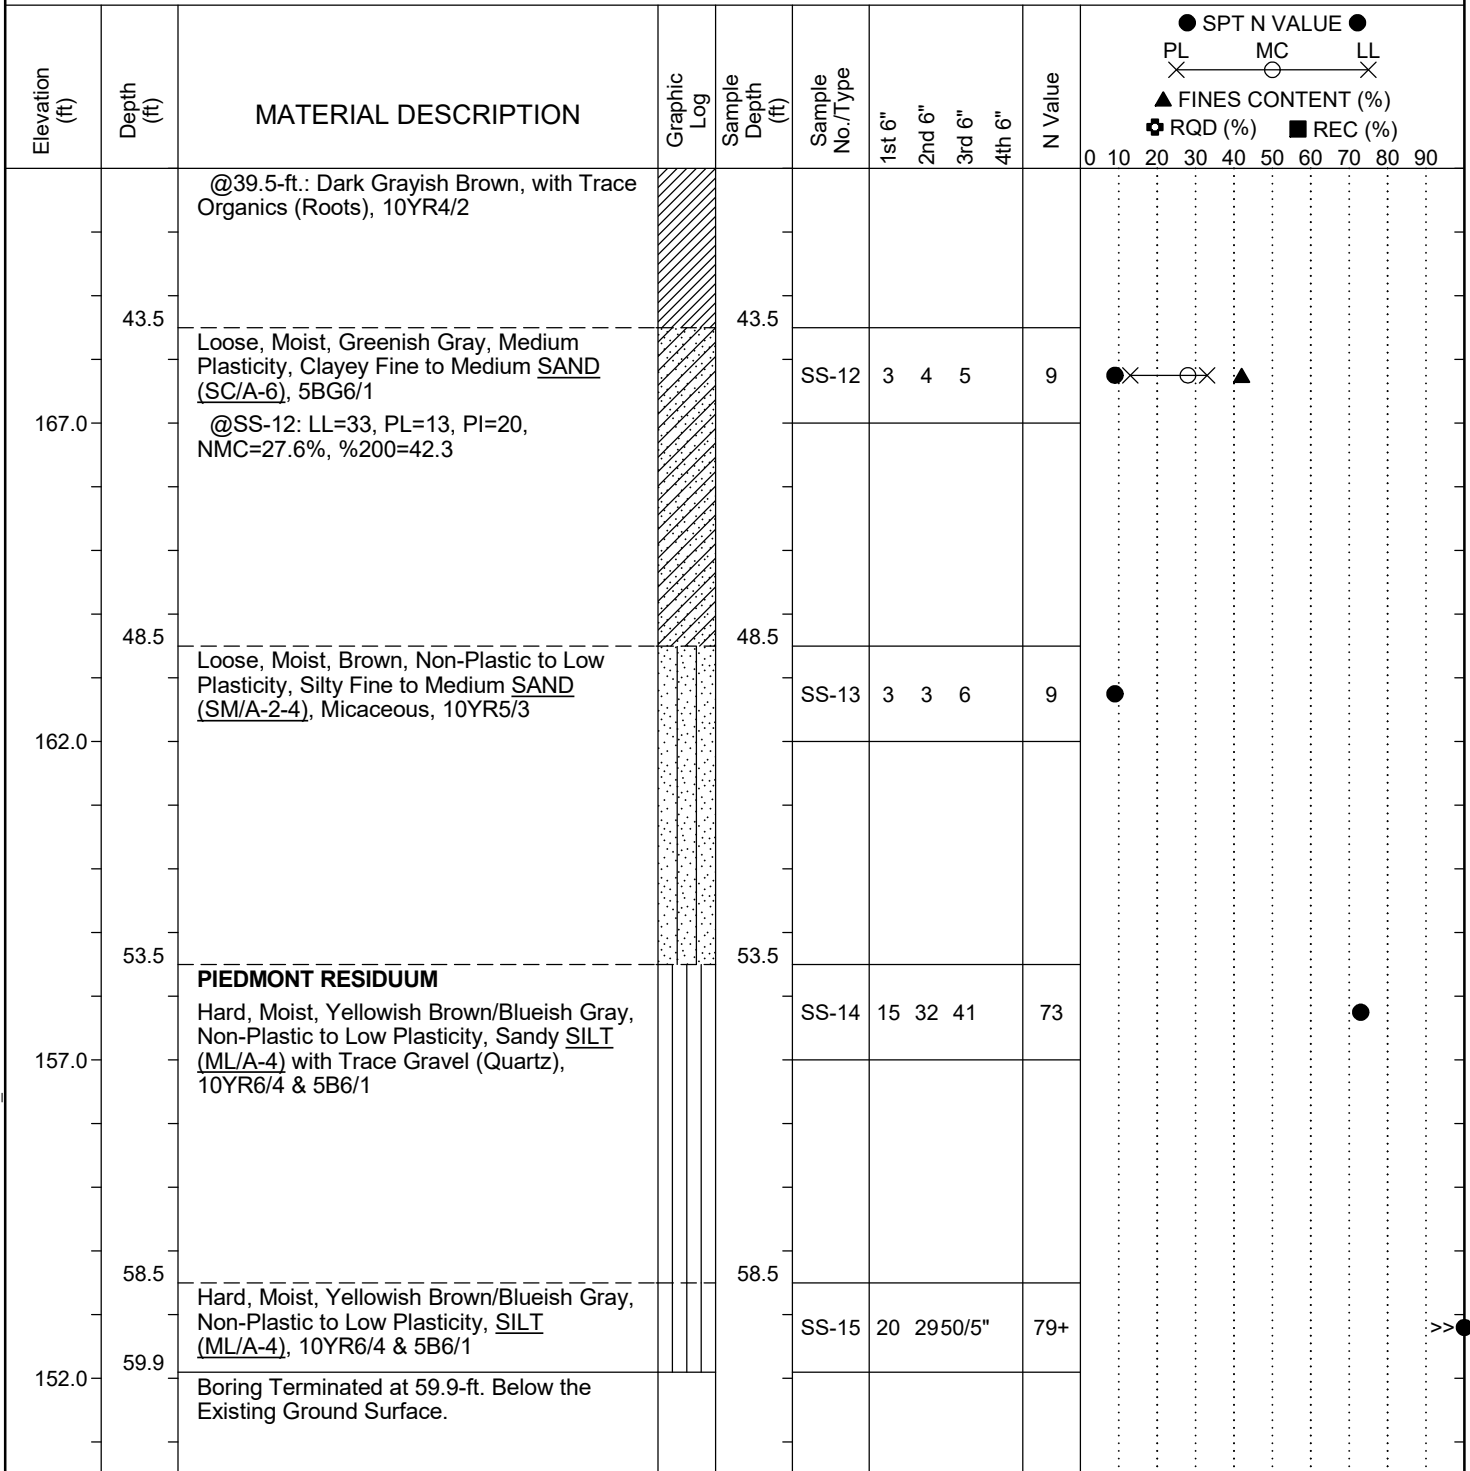 ● SPT N VALUE ●
PL MC LL
▲ FINES CONTENT (%)
RQD (%) ■ REC (%)
Elevation (ft)
Depth (ft)
MATERIAL DESCRIPTION
Graphic Log
Sample Depth (ft)
Sample No./Type
1st 6"
2nd 6"
3rd 6"
4th 6"
N Value
0 10 20 30 40 50 60 70 80 90
@39.5-ft.: Dark Grayish Brown, with Trace
Organics (Roots), 10YR4/2
43.5 43.5
Loose, Moist, Greenish Gray, Medium
Plasticity, Clayey Fine to Medium SAND
(SC/A-6), 5BG6/1
SS-12 3 4 5 9
167.0
@SS-12: LL=33, PL=13, PI=20,
NMC=27.6%, %200=42.3
48.5 48.5
Loose, Moist, Brown, Non-Plastic to Low
Plasticity, Silty Fine to Medium SAND
(SM/A-2-4), Micaceous, 10YR5/3
SS-13 3 3 6 9
162.0
53.5 53.5
PIEDMONT RESIDUUM
Hard, Moist, Yellowish Brown/Blueish Gray,
Non-Plastic to Low Plasticity, Sandy SILT
(ML/A-4) with Trace Gravel (Quartz),
10YR6/4 & 5B6/1
SS-14 15 32 41 73
157.0
58.5 58.5
Hard, Moist, Yellowish Brown/Blueish Gray,
Non-Plastic to Low Plasticity, SILT
(ML/A-4), 10YR6/4 & 5B6/1
SS-15 20 29 50/5" 79+ >>
59.9
152.0
Boring Terminated at 59.9-ft. Below the
Existing Ground Surface.